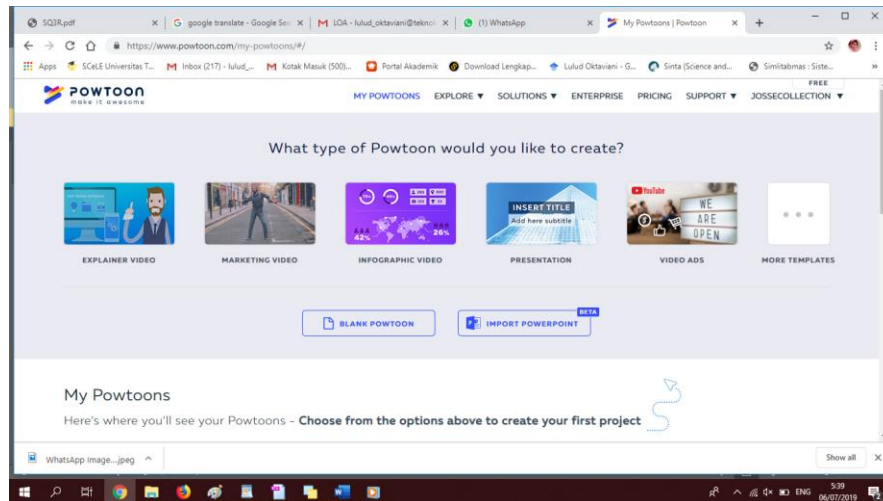 SQ3R.pdf
google translate - Google Sea
LOA - lulud_oktaviani@teknok
(1) WhatsApp
My Powtoons | Powtoon
https://www.powtoon.com/my-powtoons/#/
Apps
SCeLE Universitas T...
Inbox (217) - lulud_...
Kotak Masuk (500)...
Portal Akademik
Download Lengkap...
Lulud Oktaviani - G...
Sinta (Science and...
Simlitabmas : Siste...
POWTOON
make it awesome
MY POWTOONS
EXPLORE
SOLUTIONS
ENTERPRISE
PRICING
SUPPORT
FREE
JOSSECOLLECTION
What type of Powtoon would you like to create?
42%
26%
INSERT TITLE
Add here subtitle
YouTube
WE
ARE
OPEN
EXPLAINER VIDEO
MARKETING VIDEO
INFOGRAPHIC VIDEO
PRESENTATION
VIDEO ADS
MORE TEMPLATES
BLANK POWTOON
IMPORT POWERPOINT
BETA
My Powtoons
Here's where you'll see your Powtoons - Choose from the options above to create your first project
WhatsApp Image....jpeg
Show all
ENG
5:39
06/07/2019